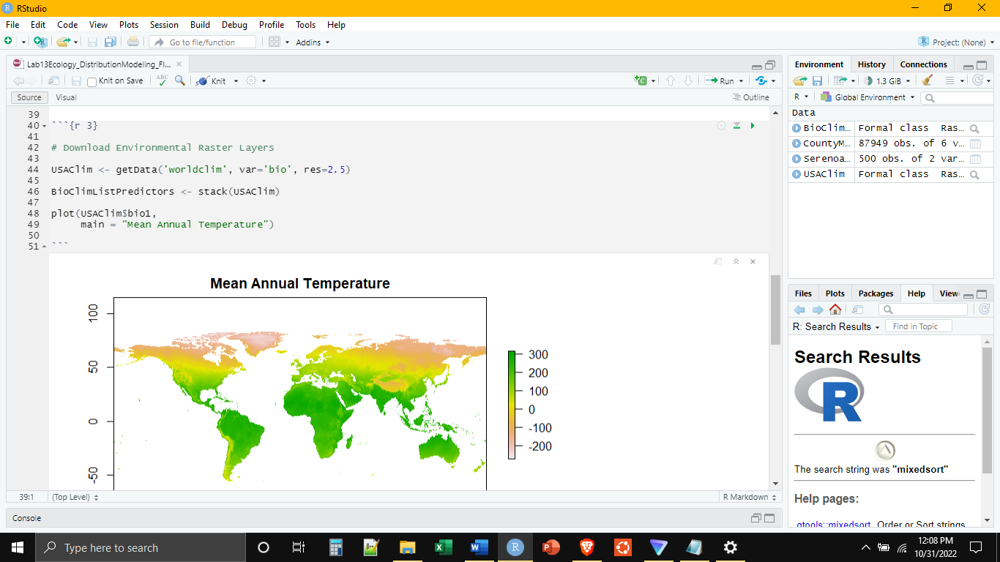 RStudio
File Edit Code View Plots Session Build Debug Profile Tools Help
Go to file/function Addins Project: (None)
Lab13Ecology_DistributionModeling_Fl...
Knit on Save ABC Knit Run
Source Visual Outline
39
40 ```{r 3}
41
42 # Download Environmental Raster Layers
43
44 USAClim <- getData('worldclim', var='bio', res=2.5)
45
46 BioClimListPredictors <- stack(USAClim)
47
48 plot(USAClim$bio1,
49 main = "Mean Annual Temperature")
50
51 ```
Mean Annual Temperature
100
50
0
-50
300
200
100
0
-100
-200
39:1 (Top Level) R Markdown
Console
Environment History Connections
1.3 GiB
R Global Environment
Data
BioClim… Formal class Ras…
CountyM… 87949 obs. of 6 v…
Serenoa… 500 obs. of 2 var…
USAClim Formal class Ras…
Files Plots Packages Help View
R: Search Results Find in Topic
Search Results
R
The search string was "mixedsort"
Help pages:
gtools::mixedsort Order or Sort strings
Type here to search
12:08 PM
10/31/2022